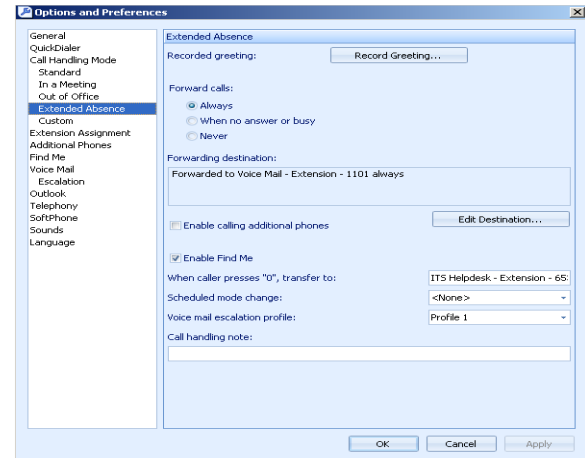 Options and Preferences
General
QuickDialer
Call Handling Mode
Standard
In a Meeting
Out of Office
Extended Absence
Custom
Extension Assignment
Additional Phones
Find Me
Voice Mail
Escalation
Outlook
Telephony
SoftPhone
Sounds
Language
Extended Absence
Recorded greeting: Record Greeting...
Forward calls:
Always
When no answer or busy
Never
Forwarding destination:
Forwarded to Voice Mail - Extension - 1101 always
Edit Destination...
Enable calling additional phones
Enable Find Me
When caller presses "0", transfer to: ITS Helpdesk - Extension - 65
Scheduled mode change: <None>
Voice mail escalation profile: Profile 1
Call handling note:
OK Cancel Apply